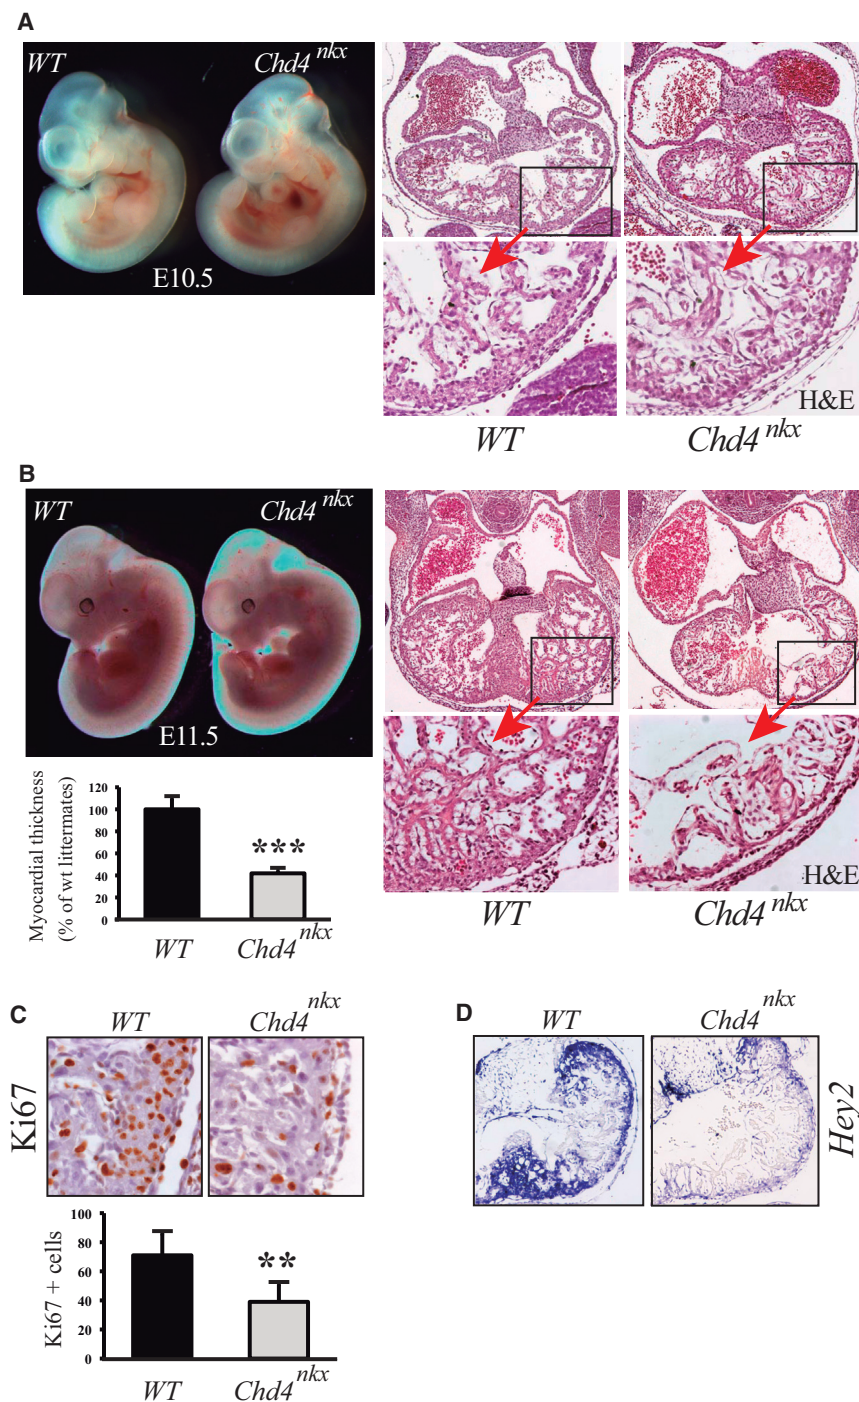 A
WT
Chd4 nkx
E10.5
H&E
WT
Chd4 nkx
B
WT
Chd4 nkx
E11.5
Myocardial thickness
(% of wt littermates)
120
100
80
60
40
20
0
***
WT
Chd4 nkx
H&E
WT
Chd4 nkx
C
WT
Chd4 nkx
Ki67
Ki67 + cells
100
80
60
40
20
0
**
WT
Chd4 nkx
D
WT
Chd4 nkx
Hey2